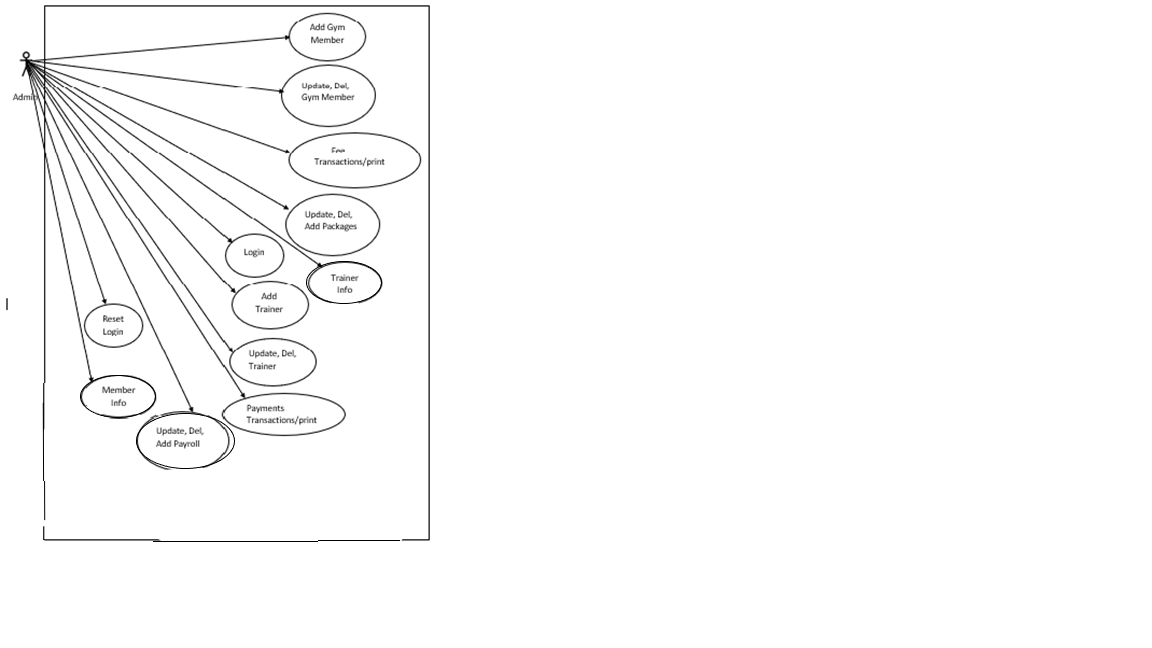 Add Gym
Member
Update, Del,
Gym Member
Admin
Fee
Transactions/print
Update, Del,
Add Packages
Login
Trainer
Info
Add
Trainer
Reset
Login
Update, Del,
Trainer
Member
Info
Payments
Transactions/print
Update, Del,
Add Payroll